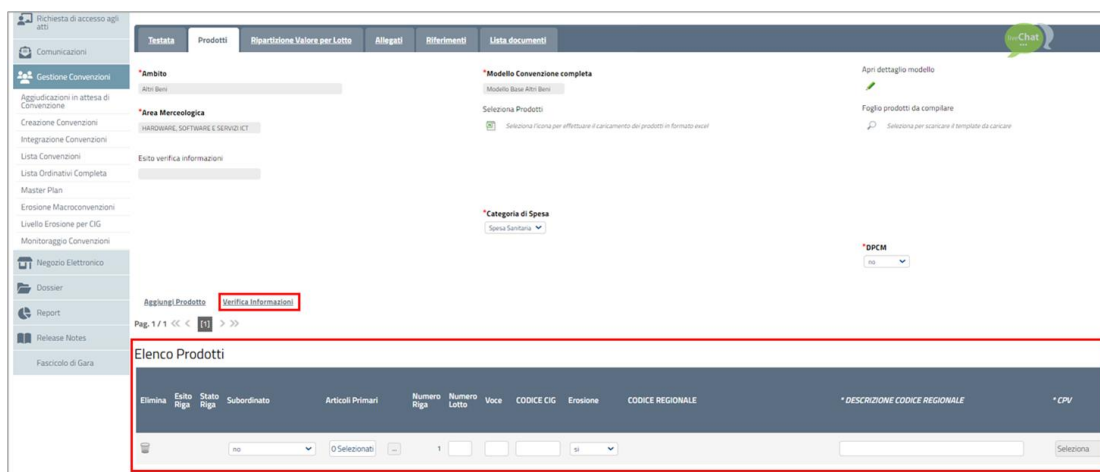 Richiesta di accesso agli
atti
Comunicazioni
Gestione Convenzioni
Aggiudicazioni in attesa di
Convenzione
Creazione Convenzioni
Integrazione Convenzioni
Lista Convenzioni
Lista Ordinativi Completa
Master Plan
Erosione Macroconvenzioni
Livello Erosione per CIG
Monitoraggio Convenzioni
Negozio Elettronico
Dossier
Report
Release Notes
Fascicolo di Gara
Testata Prodotti Ripartizione Valore per Lotto Allegati Riferimenti Lista documenti
Chat
*Ambito
Altri Beni
*Modello Convenzione completa
Modello Base Altri Beni
Apri dettaglio modello
*Area Merceologica
HARDWARE, SOFTWARE E SERVIZI ICT
Seleziona Prodotti
Seleziona l'icona per effettuare il caricamento dei prodotti in formato excel
Foglio prodotti da compilare
Seleziona per scaricare il template da caricare
Esito verifica informazioni
*Categoria di Spesa
Spesa Sanitaria
*DPCM
no
Aggiungi Prodotto Verifica Informazioni
Pag. 1 / 1 << < [1] > >>
Elenco Prodotti
Elimina Esito Riga Stato Riga Subordinato Articoli Primari Numero Riga Numero Lotto Voce CODICE CIG Erosione CODICE REGIONALE * DESCRIZIONE CODICE REGIONALE * CPV
no 0 Selezionati ... 1 si Seleziona